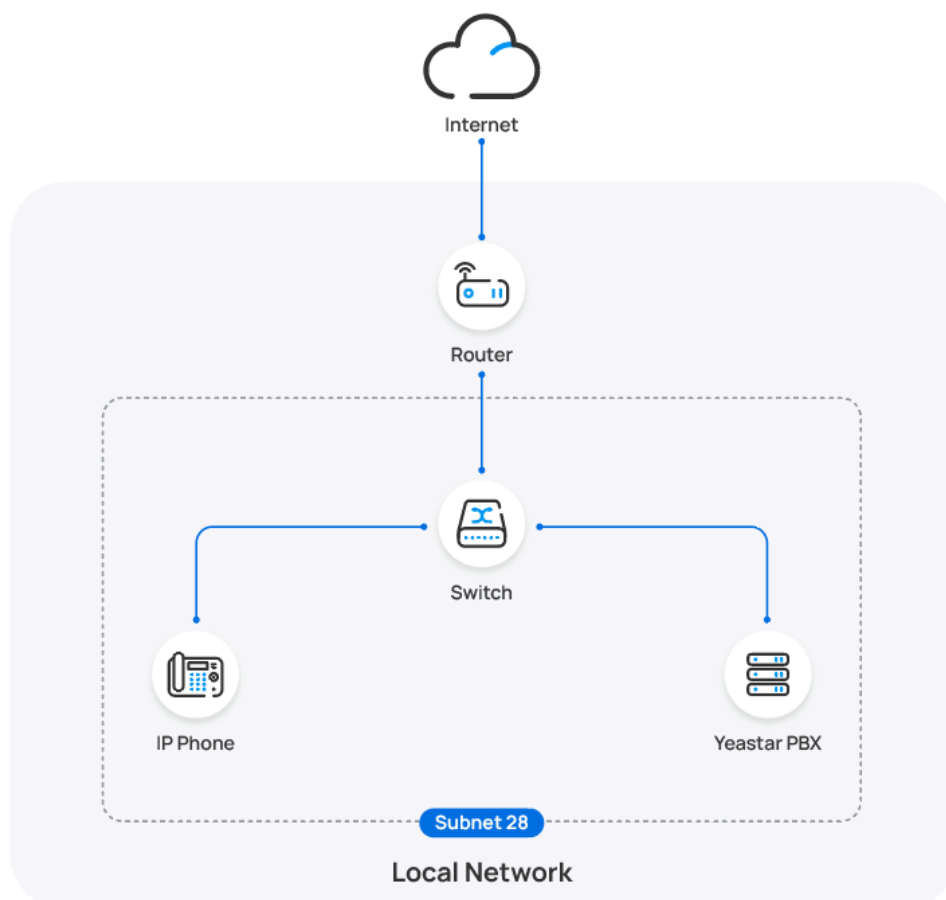 Internet
Router
Switch
IP Phone
Yeastar PBX
Subnet 28
Local Network